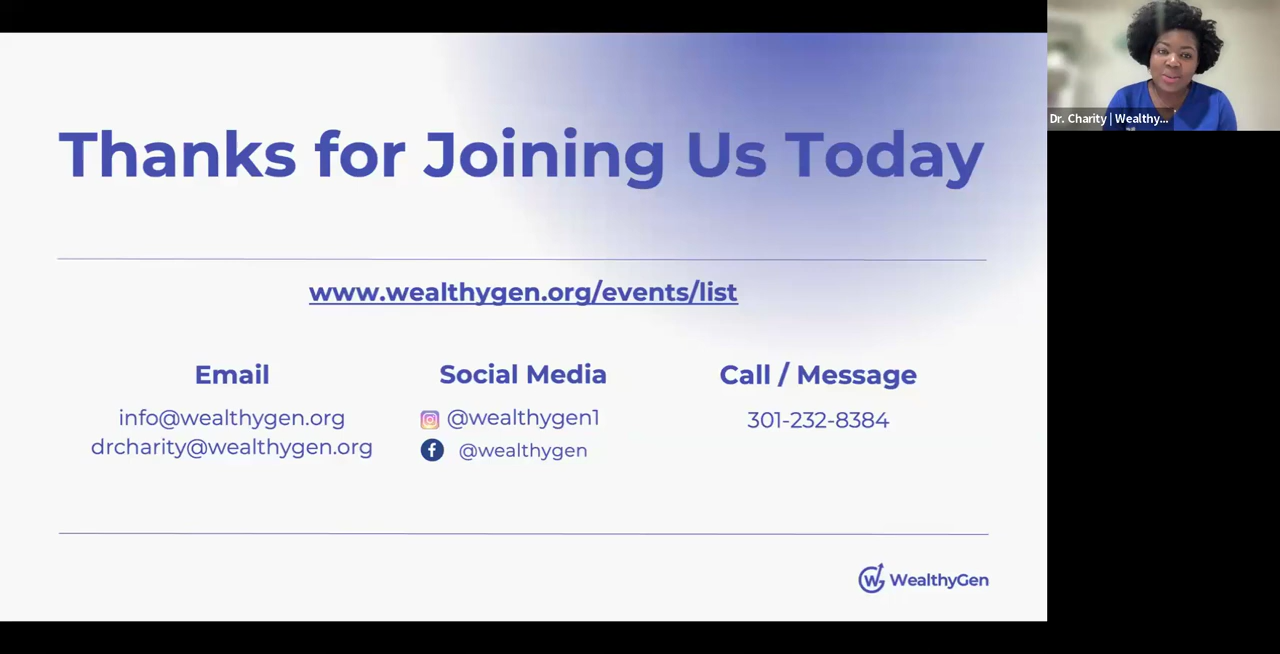 Thanks for Joining Us Today
www.wealthygen.org/events/list
Email
info@wealthygen.org
drcharity@wealthygen.org
Social Media
@wealthygen1
@wealthygen
Call / Message
301-232-8384
WealthyGen
Dr. Charity | Wealthy...